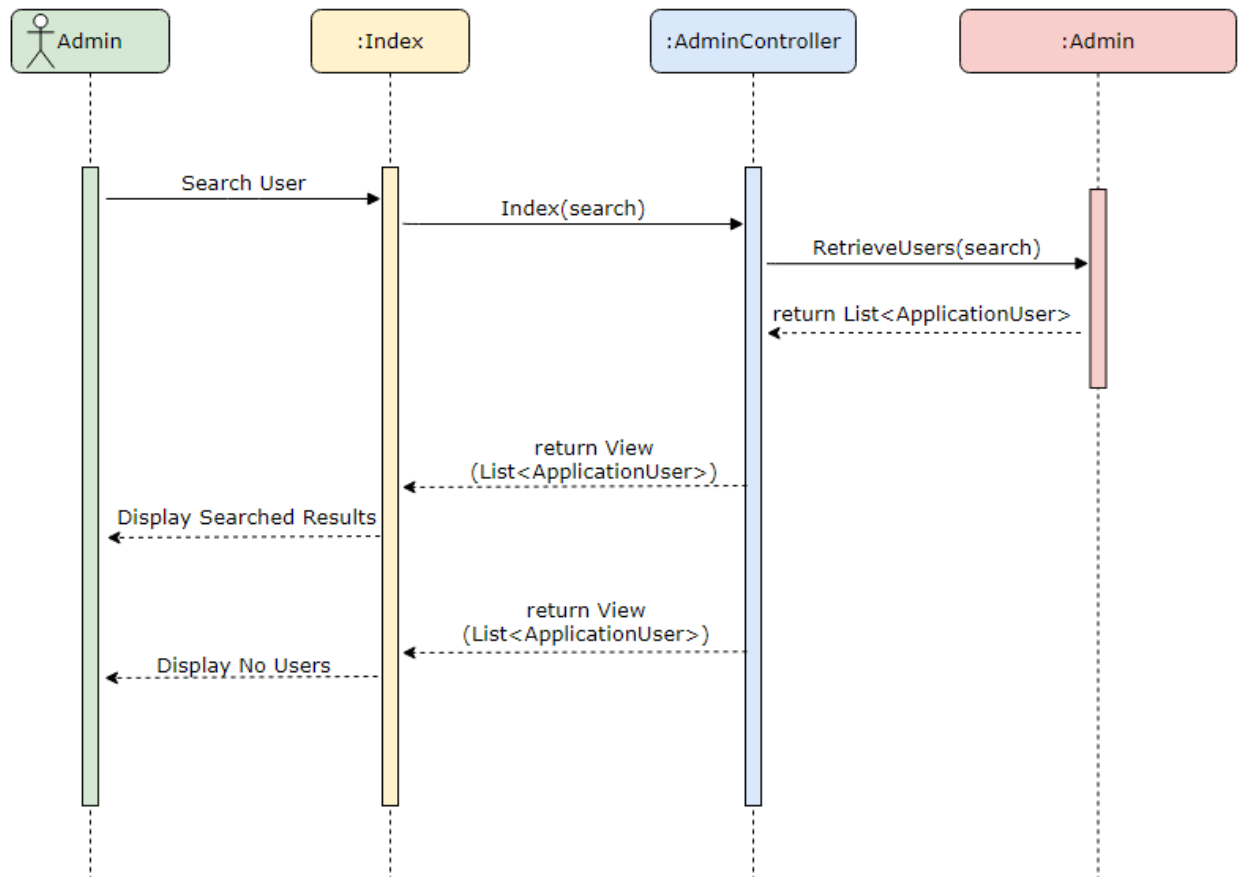 Admin
:Index
:AdminController
:Admin
Search User
Index(search)
RetrieveUsers(search)
return List<ApplicationUser>
return View
(List<ApplicationUser>)
Display Searched Results
return View
(List<ApplicationUser>)
Display No Users